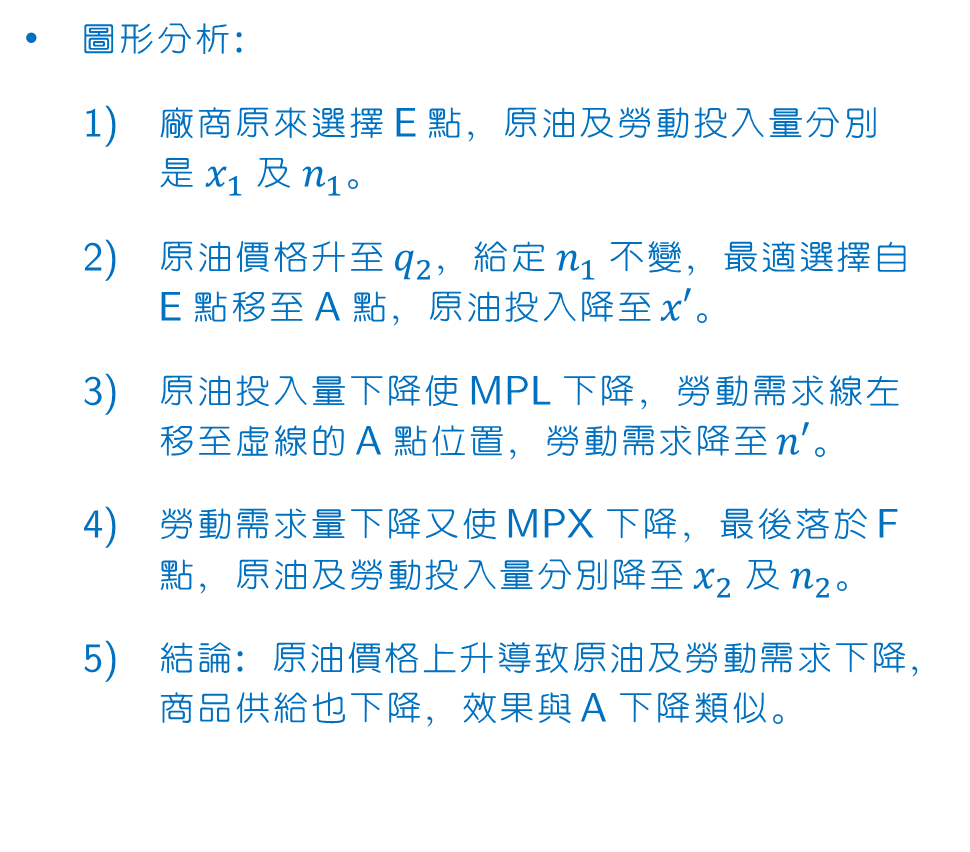 • 圖形分析:
1) 廠商原來選擇 E 點, 原油及勞動投入量分別
是 x₁ 及 n₁。
2) 原油價格升至 q₂, 給定 n₁ 不變, 最適選擇自
E 點移至 A 點, 原油投入降至 x′。
3) 原油投入量下降使 MPL 下降, 勞動需求線左
移至虛線的 A 點位置, 勞動需求降至 n′。
4) 勞動需求量下降又使 MPX 下降, 最後落於 F
點, 原油及勞動投入量分別降至 x₂ 及 n₂。
5) 結論: 原油價格上升導致原油及勞動需求下降,
商品供給也下降, 效果與 A 下降類似。